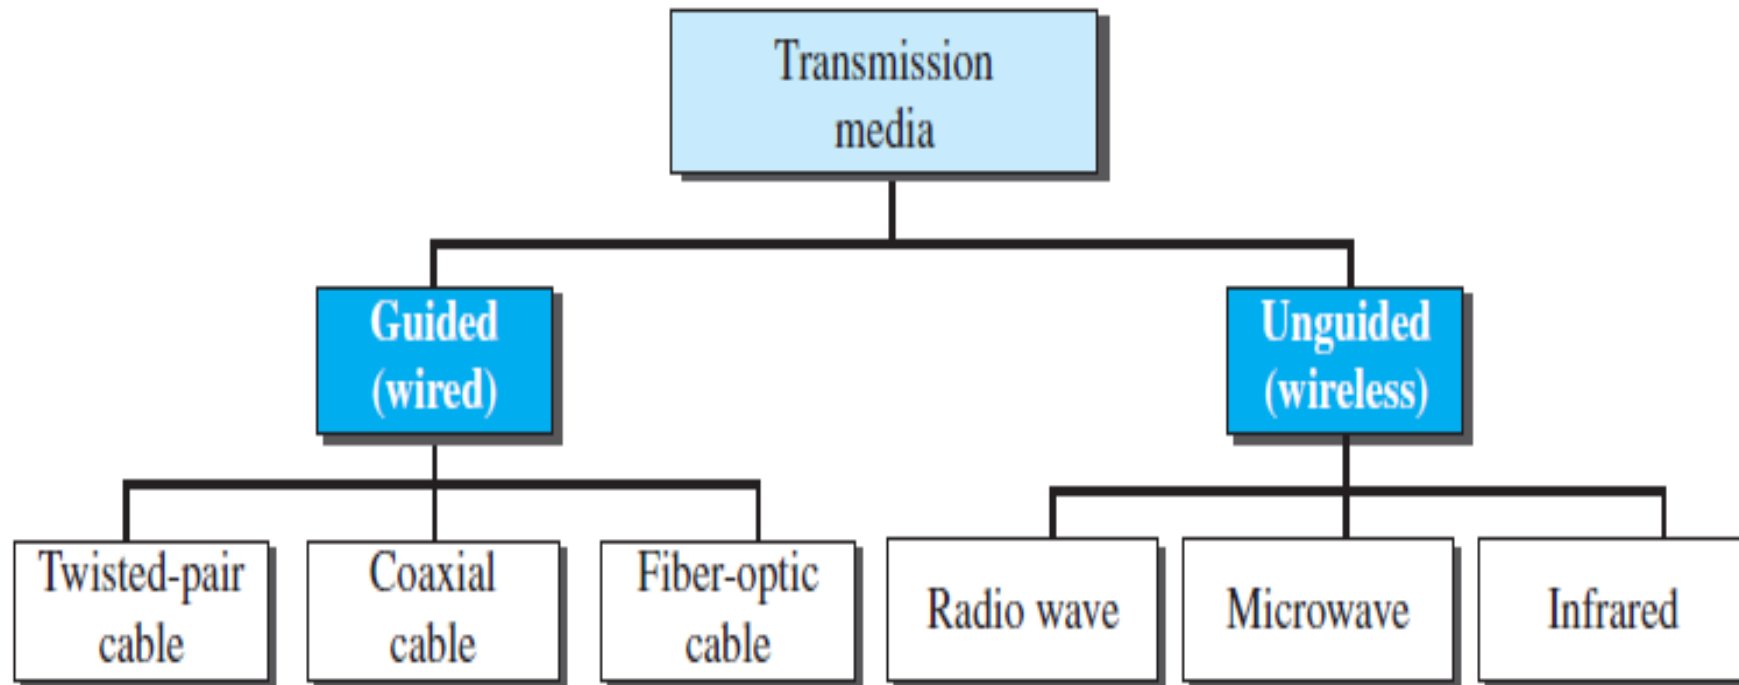 Transmission
media
Guided
(wired)
Unguided
(wireless)
Twisted-pair
cable
Coaxial
cable
Fiber-optic
cable
Radio wave
Microwave
Infrared